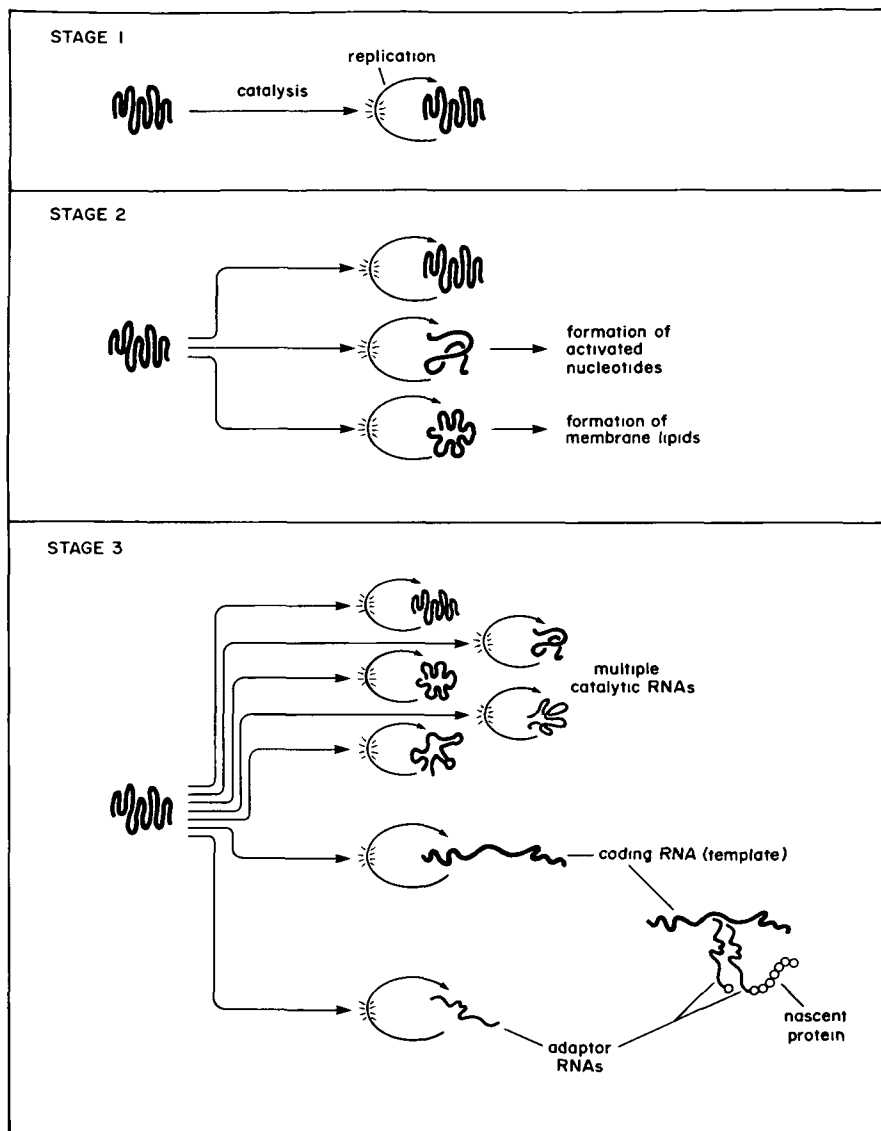 STAGE 1
replication
catalysis
STAGE 2
formation of
activated
nucleotides
formation of
membrane lipids
STAGE 3
multiple
catalytic RNAs
coding RNA (template)
nascent
protein
adaptor
RNAs